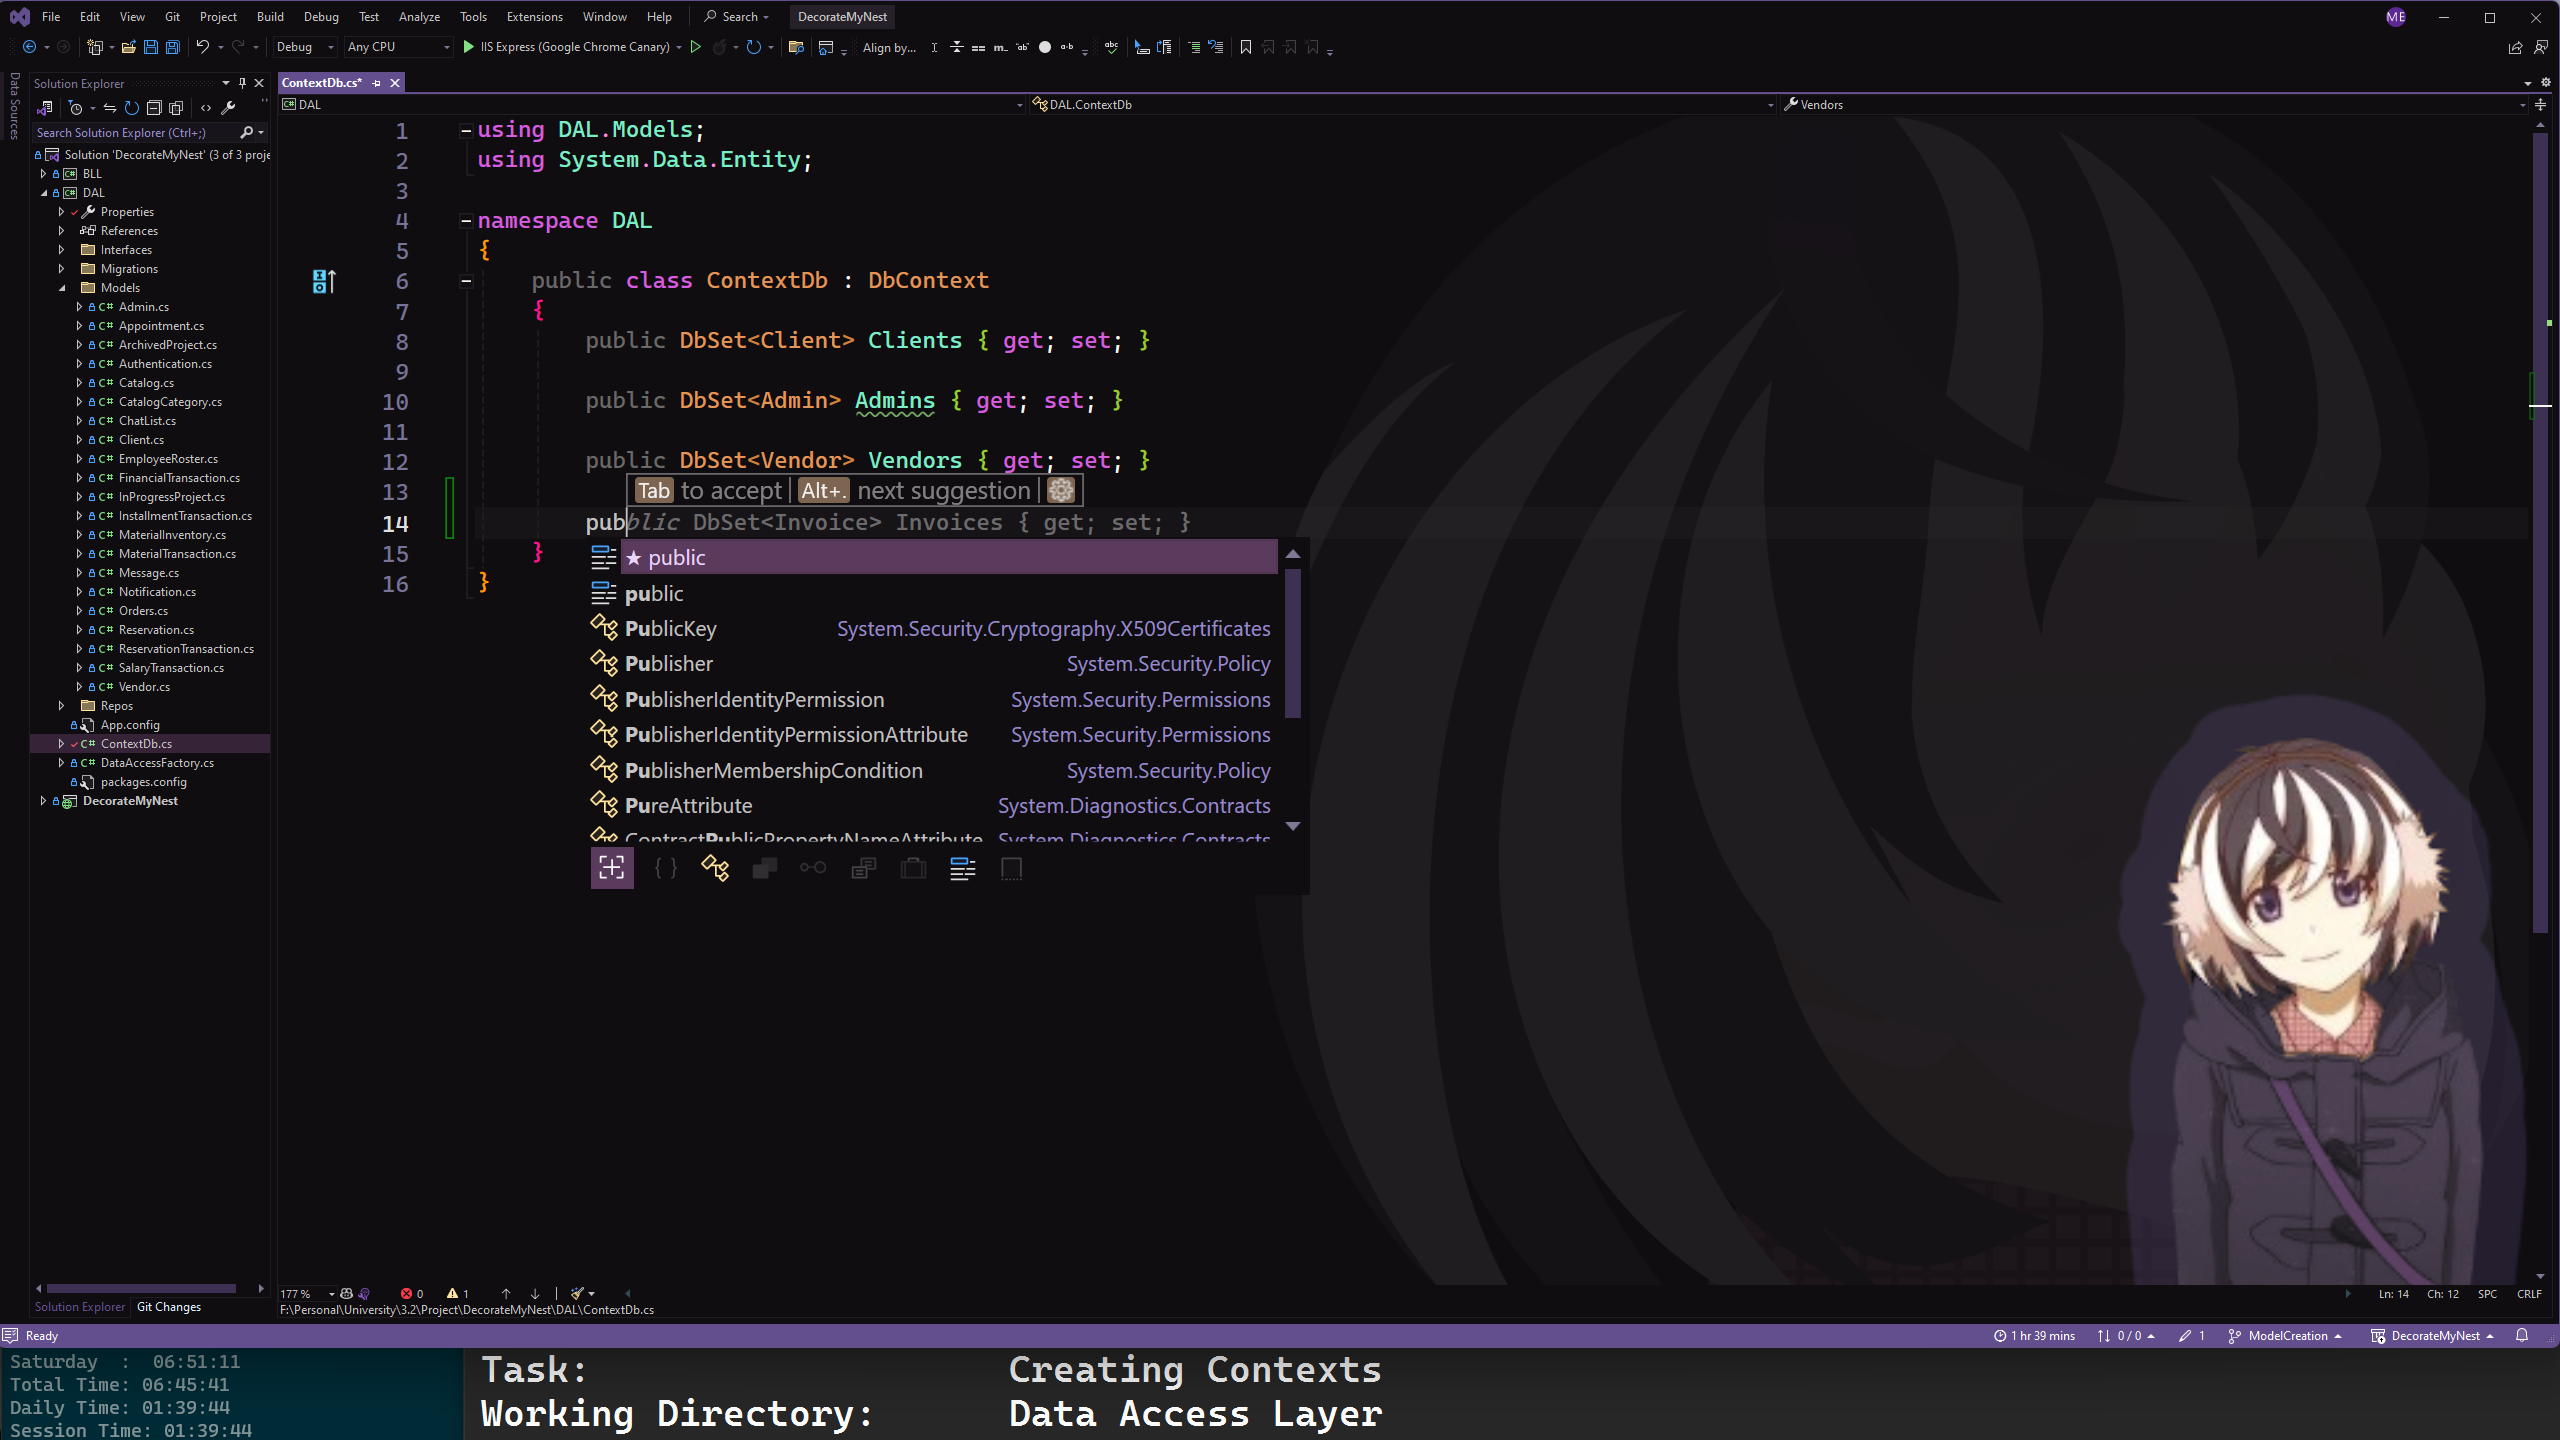 File Edit View Git Project Build Debug Test Analyze Tools Extensions Window Help Search DecorateMyNest ME
Debug Any CPU IIS Express (Google Chrome Canary) Align by...
Data Sources
Solution Explorer
Search Solution Explorer (Ctrl+;)
Solution 'DecorateMyNest' (3 of 3 proje
C# BLL
C# DAL
Properties
References
Interfaces
Migrations
Models
C# Admin.cs
C# Appointment.cs
C# ArchivedProject.cs
C# Authentication.cs
C# Catalog.cs
C# CatalogCategory.cs
C# ChatList.cs
C# Client.cs
C# EmployeeRoster.cs
C# FinancialTransaction.cs
C# InProgressProject.cs
C# InstallmentTransaction.cs
C# MaterialInventory.cs
C# MaterialTransaction.cs
C# Message.cs
C# Notification.cs
C# Orders.cs
C# Reservation.cs
C# ReservationTransaction.cs
C# SalaryTransaction.cs
C# Vendor.cs
Repos
App.config
C# ContextDb.cs
C# DataAccessFactory.cs
packages.config
DecorateMyNest
Solution Explorer Git Changes
ContextDb.cs*
C# DAL DAL.ContextDb Vendors
1 using DAL.Models;
2 using System.Data.Entity;
3
4 namespace DAL
5 {
6 public class ContextDb : DbContext
7 {
8 public DbSet<Client> Clients { get; set; }
9
10 public DbSet<Admin> Admins { get; set; }
11
12 public DbSet<Vendor> Vendors { get; set; }
13 Tab to accept | Alt+. next suggestion |
14 public DbSet<Invoice> Invoices { get; set; }
15 }
16 }
★ public
public
PublicKey System.Security.Cryptography.X509Certificates
Publisher System.Security.Policy
PublisherIdentityPermission System.Security.Permissions
PublisherIdentityPermissionAttribute System.Security.Permissions
PublisherMembershipCondition System.Security.Policy
PureAttribute System.Diagnostics.Contracts
ContractPublicPropertyNameAttribute System.Diagnostics.Contracts
177 % 0 1 Ln: 14 Ch: 12 SPC CRLF
F:\Personal\University\3.2\Project\DecorateMyNest\DAL\ContextDb.cs
Ready 1 hr 39 mins 0 / 0 1 ModelCreation DecorateMyNest
Saturday : 06:51:11
Total Time: 06:45:41
Daily Time: 01:39:44
Session Time: 01:39:44
Task: Creating Contexts
Working Directory: Data Access Layer